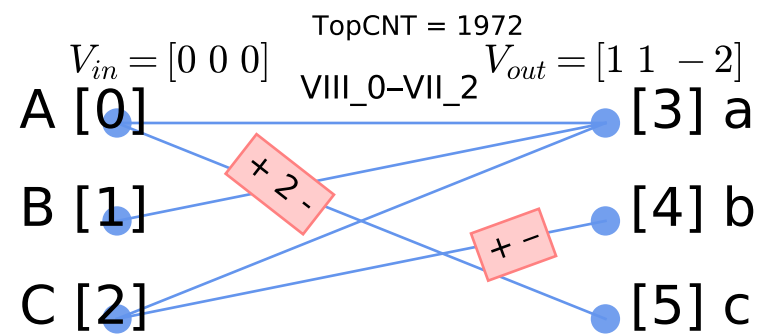 TopCNT = 1972
V_in = [0 0 0]
V_out = [1 1 −2]
VIII_0–VII_2
A [0]
[3] a
+ 2 -
B [1]
[4] b
+ −
C [2]
[5] c